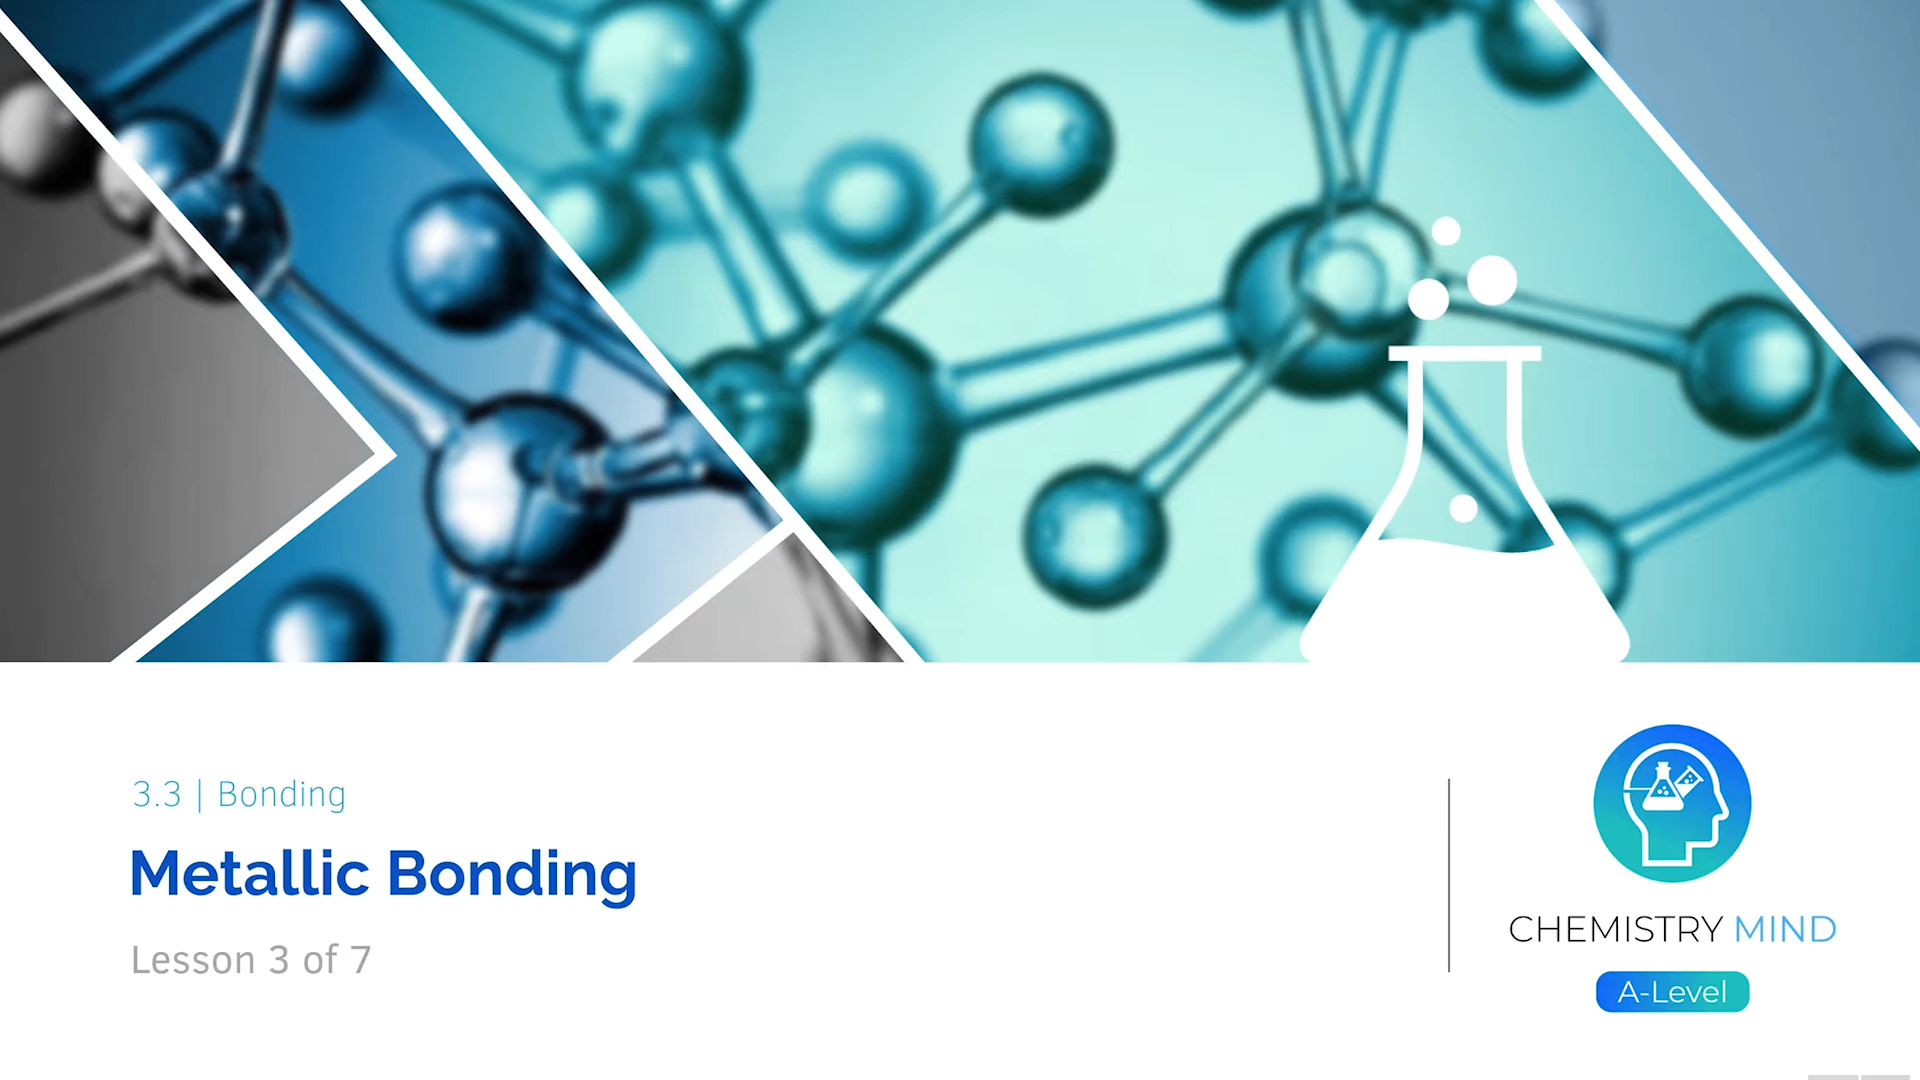 3.3 | Bonding
Metallic Bonding
Lesson 3 of 7
CHEMISTRY MIND
A-Level